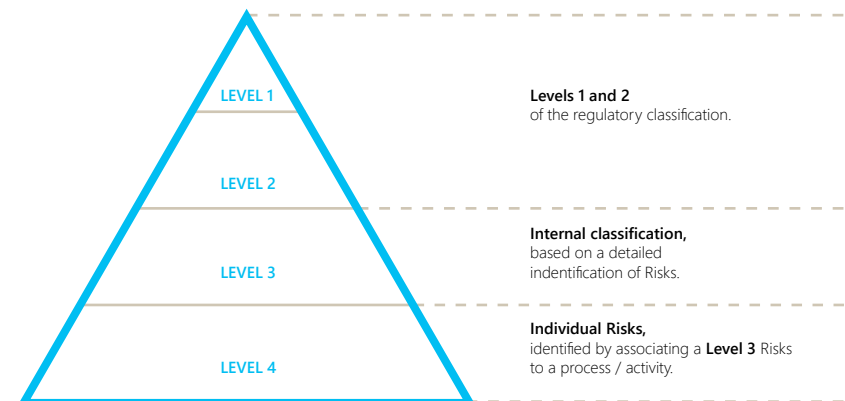 LEVEL 1
Levels 1 and 2
of the regulatory classification.
LEVEL 2
Internal classification,
based on a detailed
indentification of Risks.
LEVEL 3
Individual Risks,
identified by associating a Level 3 Risks
to a process / activity.
LEVEL 4